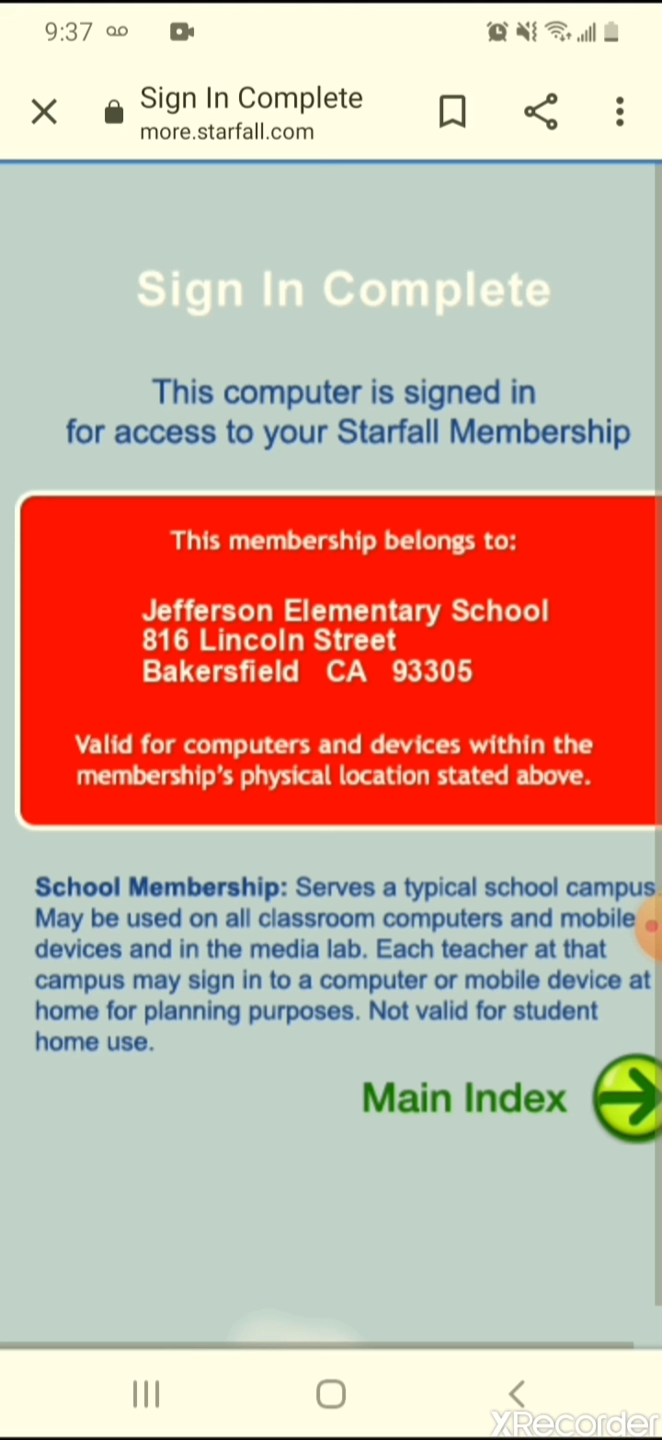 9:37
Sign In Complete
more.starfall.com
Sign In Complete
This computer is signed in
for access to your Starfall Membership
This membership belongs to:
Jefferson Elementary School
816 Lincoln Street
Bakersfield CA 93305
Valid for computers and devices within the
membership's physical location stated above.
School Membership: Serves a typical school campus
May be used on all classroom computers and mobile
devices and in the media lab. Each teacher at that
campus may sign in to a computer or mobile device at
home for planning purposes. Not valid for student
home use.
Main Index
XRecorder